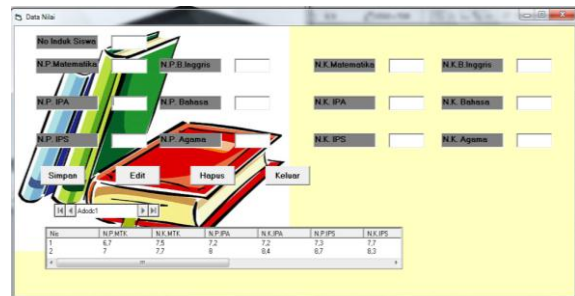 Data Nilai
No Induk Siswa
N.P.Matematika N.P.B.Inggris N.K.Matematika N.K.B.Inggris
N.P. IPA N.P. Bahasa N.K. IPA N.K. Bahasa
N.P. IPS N.P. Agama N.K. IPS N.K. Agama
Simpan Edit Hapus Keluar
Adodc1
No N.P.MTK N.K.MTK N.P.IPA N.K.IPA N.P.IPS N.K.IPS
1 6,7 7,5 7,2 7,2 7,3 7,7
2 7 7,7 8 8,4 8,7 8,3